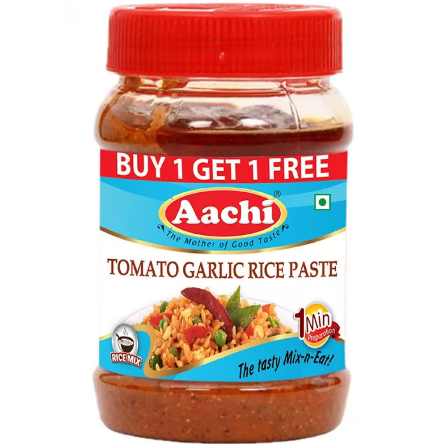 BUY 1 GET 1 FREE
Aachi®
The Mother of Good Taste
TOMATO GARLIC RICE PASTE
1 Min
Preparation
RICE MIX
The tasty Mix-n-Eat!